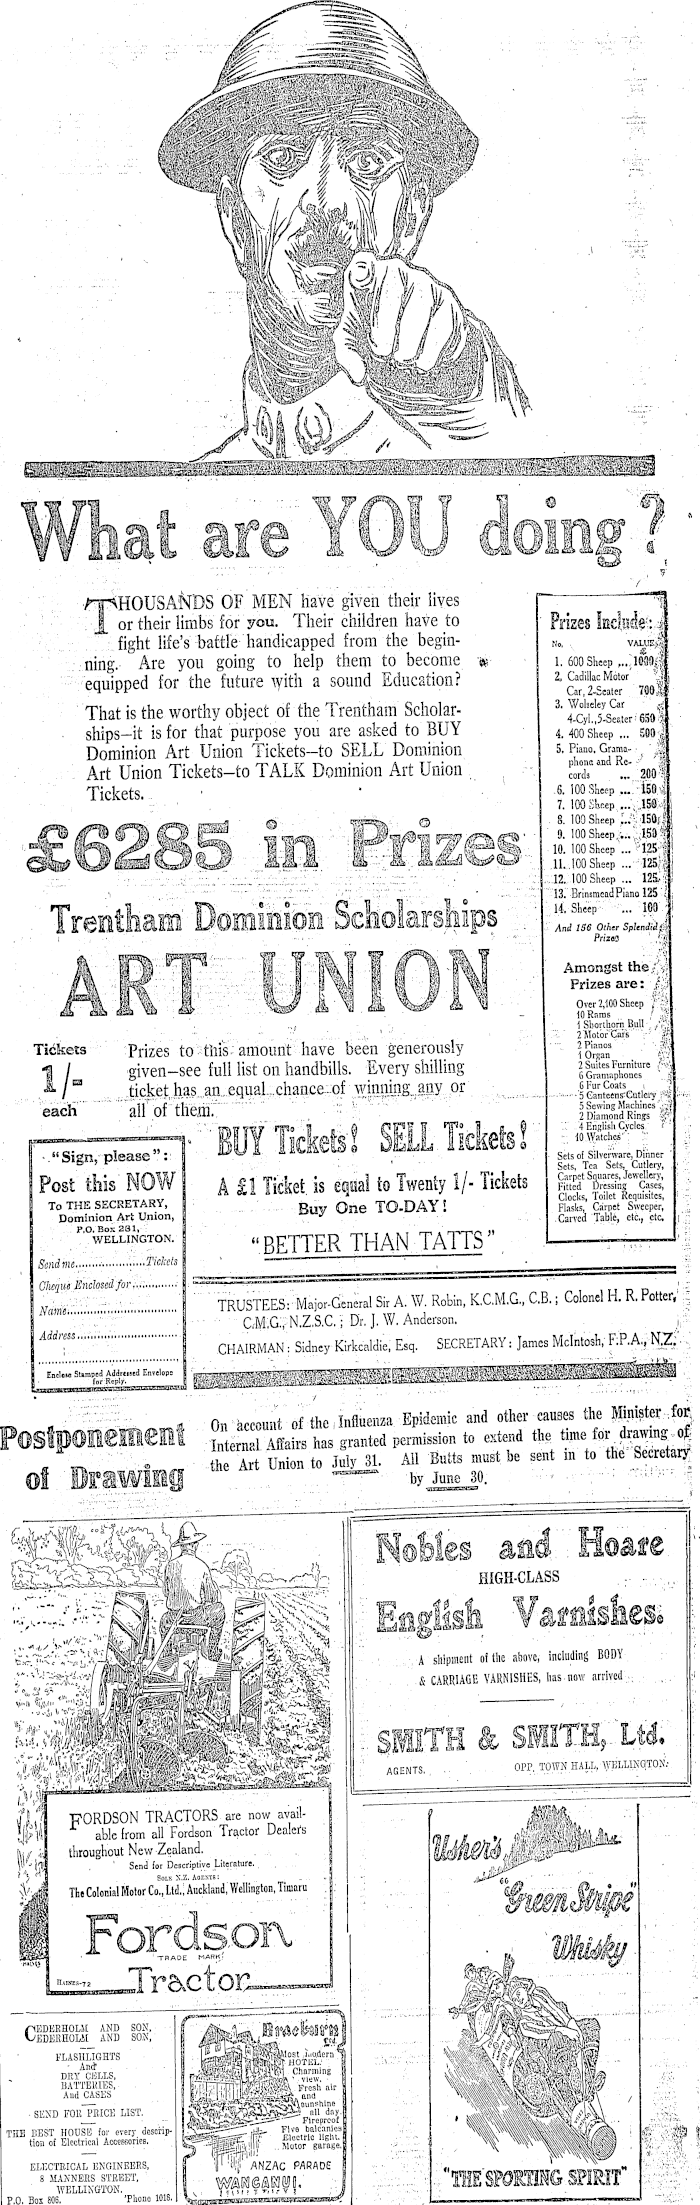 What are YOU doing?
THOUSANDS OF MEN have given their lives
or their limbs for you. Their children have to
fight life's battle handicapped from the begin-
ning. Are you going to help them to become
equipped for the future with a sound Education?
That is the worthy object of the Trentham Scholar-
ships—it is for that purpose you are asked to BUY
Dominion Art Union Tickets—to SELL Dominion
Art Union Tickets—to TALK Dominion Art Union
Tickets.
£6285 in Prizes
Trentham Dominion Scholarships
ART UNION
Tickets
1/-
each
Prizes to this amount have been generously
given—see full list on handbills. Every shilling
ticket has an equal chance of winning any or
all of them.
BUY Tickets! SELL Tickets!
A £1 Ticket is equal to Twenty 1/- Tickets
Buy One TO-DAY!
"BETTER THAN TATTS"
"Sign, please":
Post this NOW
To THE SECRETARY,
Dominion Art Union,
P.O. Box 231,
WELLINGTON.
Send me.....................Tickets
Cheque Enclosed for.............
Name..............................
Address............................
Enclose Stamped Addressed Envelope
for Reply.
Prizes Include:
No. VALUE
£
1. 600 Sheep ... 1000
2. Cadillac Motor
Car, 2-Seater 700
3. Wolseley Car
4-Cyl., 5-Seater 650
4. 400 Sheep ... 500
5. Piano, Grama-
phone and Re-
cords ... 200
6. 100 Sheep ... 150
7. 100 Sheep ... 150
8. 100 Sheep ... 150
9. 100 Sheep ... 150
10. 100 Sheep ... 125
11. 100 Sheep ... 125
12. 100 Sheep ... 125
13. Brinsmead Piano 125
14. Sheep ... 100
And 156 Other Splendid
Prizes
Amongst the
Prizes are:
Over 2,100 Sheep
10 Rams
1 Shorthorn Bull
2 Motor Cars
2 Pianos
1 Organ
2 Suites Furniture
6 Gramaphones
6 Fur Coats
5 Canteens Cutlery
5 Sewing Machines
2 Diamond Rings
4 English Cycles
10 Watches
Sets of Silverware, Dinner
Sets, Tea Sets, Cutlery,
Carpet Squares, Jewellery,
Fitted Dressing Cases,
Clocks, Toilet Requisites,
Flasks, Carpet Sweeper,
Carved Table, etc., etc.
TRUSTEES: Major-General Sir A. W. Robin, K.C.M.G., C.B.; Colonel H. R. Potter,
C.M.G., N.Z.S.C.; Dr. J. W. Anderson.
CHAIRMAN: Sidney Kirkcaldie, Esq. SECRETARY: James McIntosh, F.P.A., N.Z.
Postponement
of Drawing
On account of the Influenza Epidemic and other causes the Minister for
Internal Affairs has granted permission to extend the time for drawing of
the Art Union to July 31. All Butts must be sent in to the Secretary
by June 30.
FORDSON TRACTORS are now avail-
able from all Fordson Tractor Dealers
throughout New Zealand.
Send for Descriptive Literature.
SOLE N.Z. AGENTS:
The Colonial Motor Co., Ltd., Auckland, Wellington, Timaru
Fordson
TRADE MARK
Tractor
HAINES-72
Nobles and Hoare
HIGH-CLASS
English Varnishes.
A shipment of the above, including BODY
& CARRIAGE VARNISHES, has now arrived
SMITH & SMITH, Ltd.
AGENTS. OPP. TOWN HALL, WELLINGTON.
Usher's
"Green Stripe"
Whisky
"THE SPORTING SPIRIT"
CEDERHOLM AND SON,
CEDERHOLM AND SON,
FLASHLIGHTS
And
DRY CELLS,
BATTERIES,
And CASES
SEND FOR PRICE LIST.
THE BEST HOUSE for every descrip-
tion of Electrical Accessories.
ELECTRICAL ENGINEERS,
8 MANNERS STREET,
WELLINGTON.
P.O. Box 806. 'Phone 1018.
Braeburn
Ltd
Most modern
HOTEL.
Charming
view.
Fresh air
and
sunshine
all day
Fireproof
Five balconies
Electric light.
Motor garage.
ANZAC PARADE
WANGANUI.